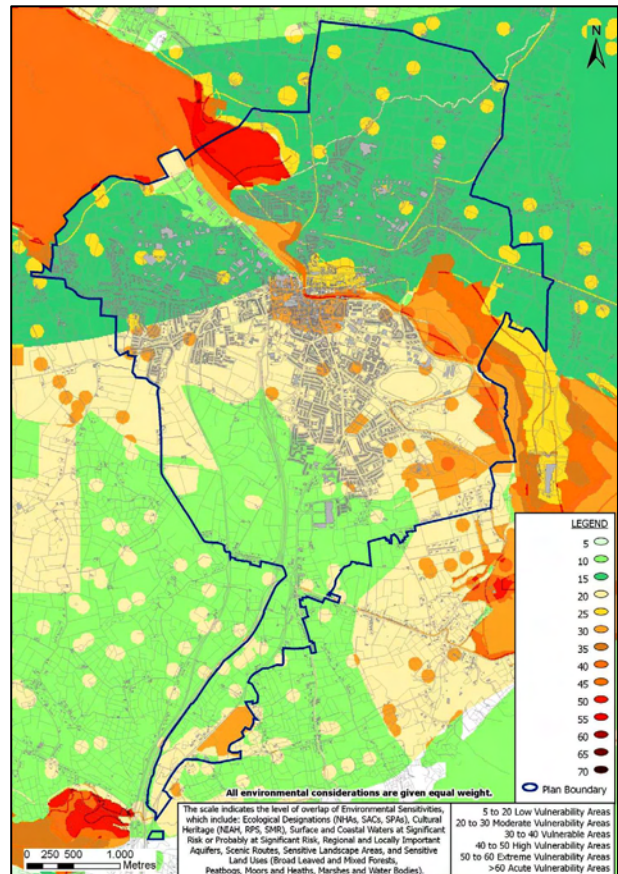 N
LEGEND
5
10
15
20
25
30
35
40
45
50
55
60
65
70
Plan Boundary
All environmental considerations are given equal weight.
The scale indicates the level of overlap of Environmental Sensitivities,
which include: Ecological Designations (NHAs, SACs, SPAs), Cultural
Heritage (NIAH, RPS, SMR), Surface and Coastal Waters at Significant
Risk or Probably at Significant Risk, Regional and Locally Important
Aquifers, Scenic Routes, Sensitive Landscape Areas, and Sensitive
Land Uses (Broad Leaved and Mixed Forests,
Peatbogs, Moors and Heaths, Marshes and Water Bodies).
5 to 20 Low Vulnerability Areas
20 to 30 Moderate Vulnerability Areas
30 to 40 Vulnerable Areas
40 to 50 High Vulnerability Areas
50 to 60 Extreme Vulnerability Areas
>60 Acute Vulnerability Areas
0 250 500 1,000
Metres